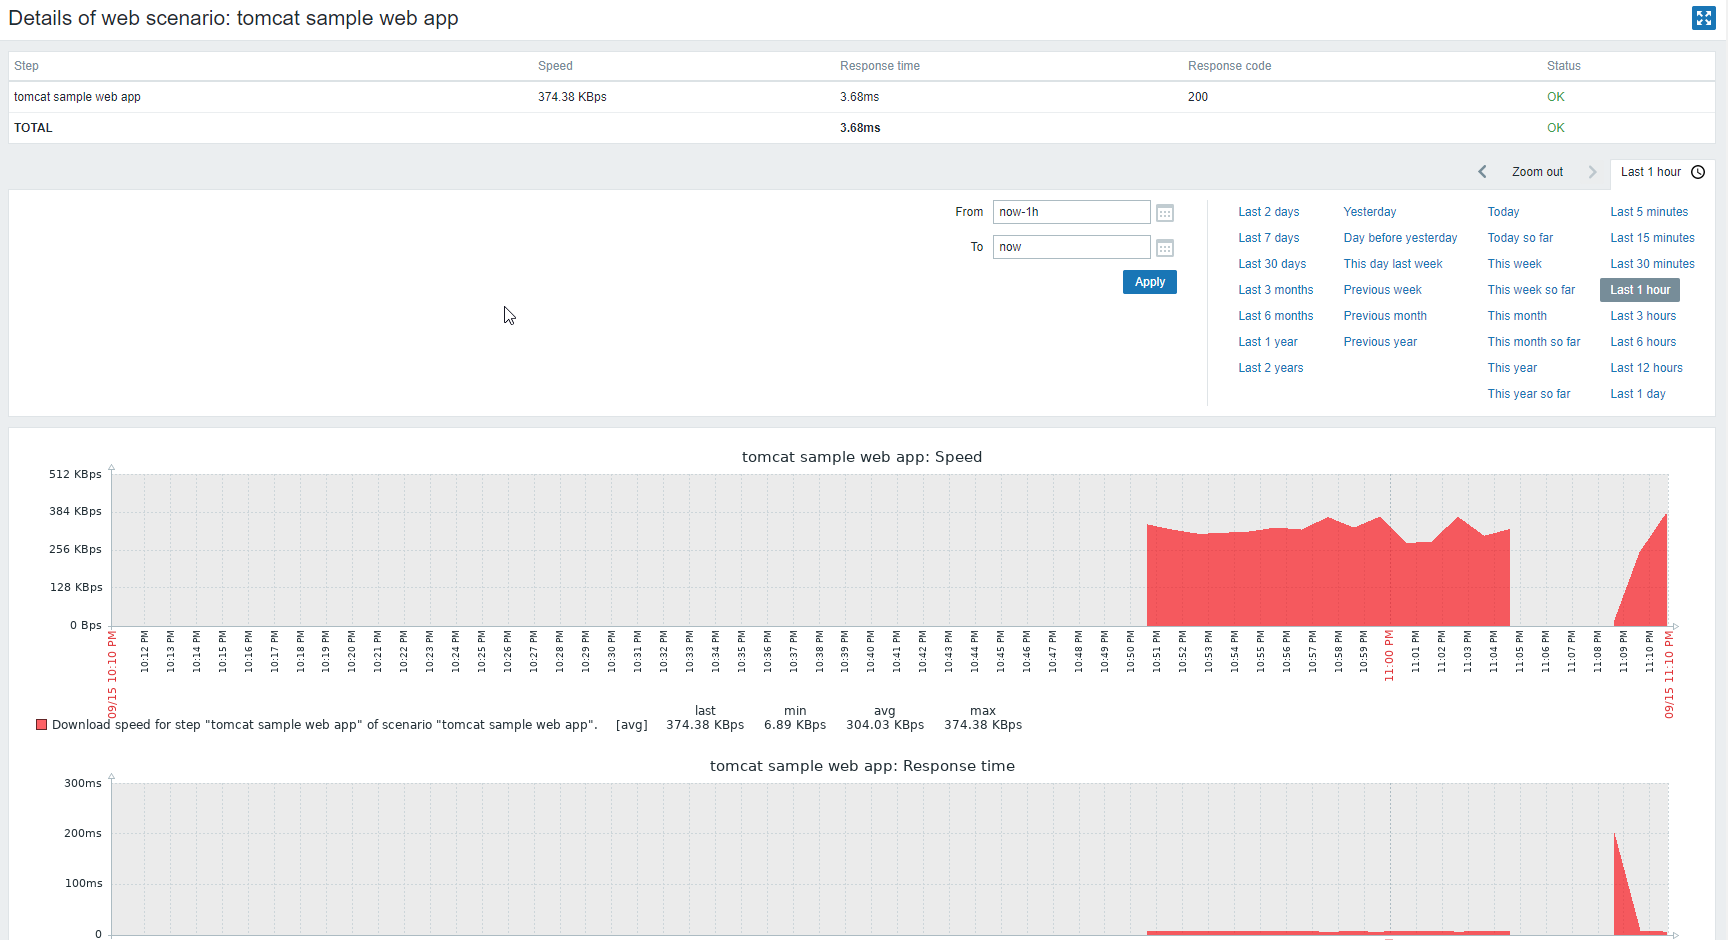 Details of web scenario: tomcat sample web app
Step Speed Response time Response code Status
tomcat sample web app 374.38 KBps 3.68ms 200 OK
TOTAL 3.68ms OK
Zoom out Last 1 hour
From now-1h
To now
Apply
Last 2 days Yesterday Today Last 5 minutes
Last 7 days Day before yesterday Today so far Last 15 minutes
Last 30 days This day last week This week Last 30 minutes
Last 3 months Previous week This week so far Last 1 hour
Last 6 months Previous month This month Last 3 hours
Last 1 year Previous year This month so far Last 6 hours
Last 2 years This year Last 12 hours
This year so far Last 1 day
tomcat sample web app: Speed
512 KBps
384 KBps
256 KBps
128 KBps
0 Bps
09/15 10:10 PM 10:12 PM 10:13 PM 10:14 PM 10:15 PM 10:16 PM 10:17 PM 10:18 PM 10:19 PM 10:20 PM 10:21 PM 10:22 PM 10:23 PM 10:24 PM 10:25 PM 10:26 PM 10:27 PM 10:28 PM 10:29 PM 10:30 PM 10:31 PM 10:32 PM 10:33 PM 10:34 PM 10:35 PM 10:36 PM 10:37 PM 10:38 PM 10:39 PM 10:40 PM 10:41 PM 10:42 PM 10:43 PM 10:44 PM 10:45 PM 10:46 PM 10:47 PM 10:48 PM 10:49 PM 10:50 PM 10:51 PM 10:52 PM 10:53 PM 10:54 PM 10:55 PM 10:56 PM 10:57 PM 10:58 PM 10:59 PM 11:00 PM 11:01 PM 11:02 PM 11:03 PM 11:04 PM 11:05 PM 11:06 PM 11:07 PM 11:08 PM 11:09 PM 11:10 PM 09/15 11:10 PM
last min avg max
Download speed for step "tomcat sample web app" of scenario "tomcat sample web app". [avg] 374.38 KBps 6.89 KBps 304.03 KBps 374.38 KBps
tomcat sample web app: Response time
300ms
200ms
100ms
0